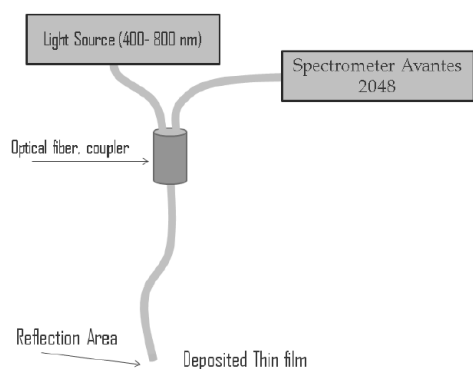 Light Source (400- 800 nm)
Spectrometer Avantes
2048
Optical fiber, coupler
Reflection Area
Deposited Thin film